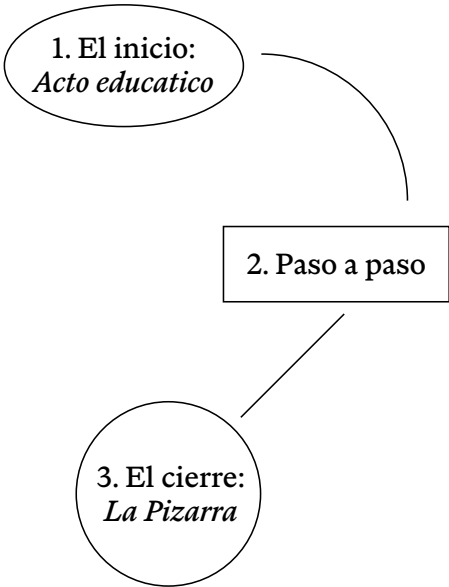 1. El inicio:
Acto educatico
2. Paso a paso
3. El cierre:
La Pizarra